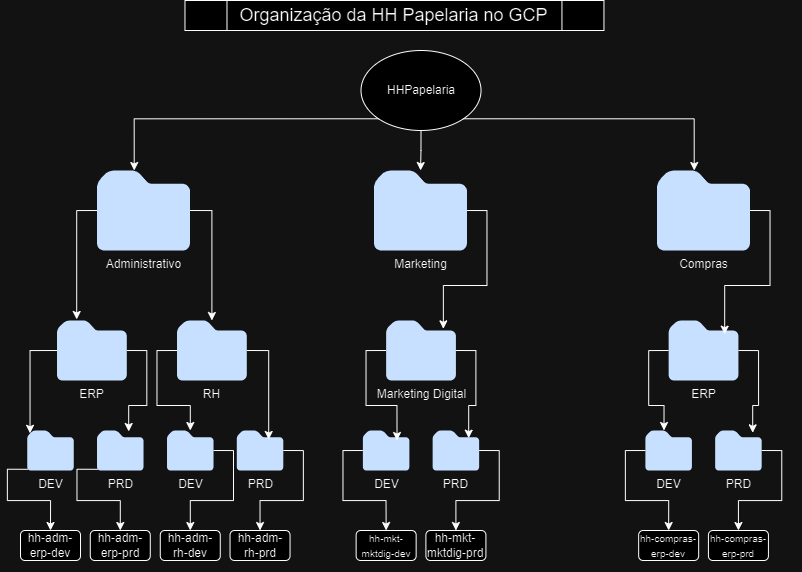 Organização da HH Papelaria no GCP
HHPapelaria
Administrativo
Marketing
Compras
ERP
RH
Marketing Digital
ERP
DEV
PRD
DEV
PRD
DEV
PRD
DEV
PRD
hh-adm-
erp-dev
hh-adm-
erp-prd
hh-adm-
rh-dev
hh-adm-
rh-prd
hh-mkt-
mktdig-dev
hh-mkt-
mktdig-prd
hh-compras-
erp-dev
hh-compras-
erp-prd